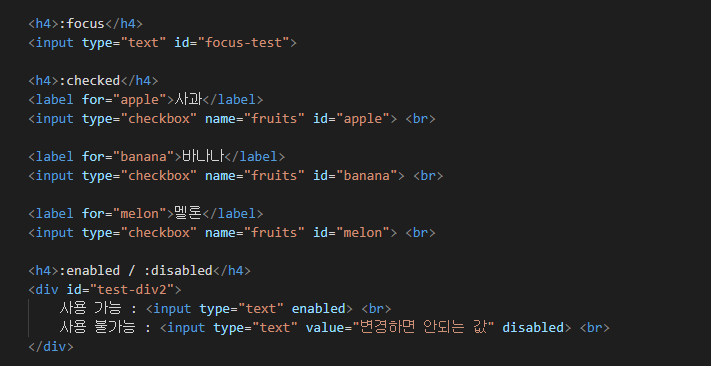 <h4>:focus</h4>
<input type="text" id="focus-test">
<h4>:checked</h4>
<label for="apple">사과</label>
<input type="checkbox" name="fruits" id="apple"> <br>
<label for="banana">바나나</label>
<input type="checkbox" name="fruits" id="banana"> <br>
<label for="melon">멜론</label>
<input type="checkbox" name="fruits" id="melon"> <br>
<h4>:enabled / :disabled</h4>
<div id="test-div2">
사용 가능 : <input type="text" enabled> <br>
사용 불가능 : <input type="text" value="변경하면 안되는 값" disabled> <br>
</div>